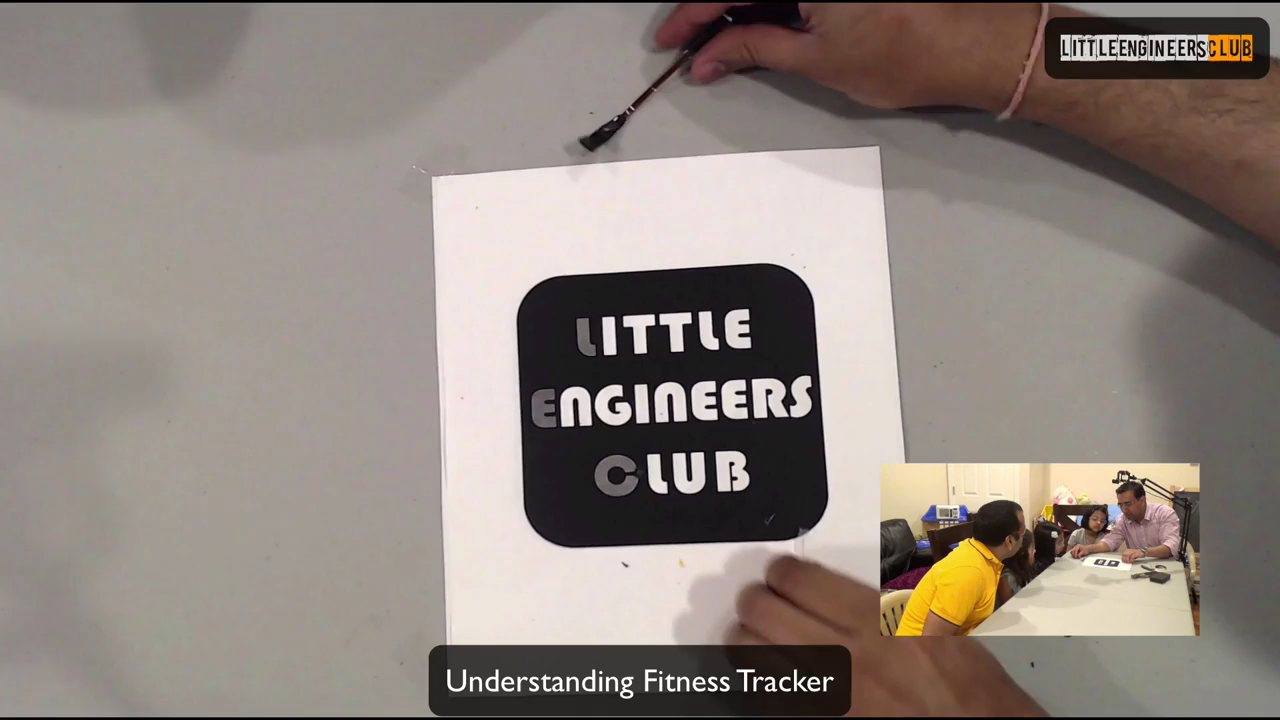 LITTLEENGINEERSCLUB
LITTLE
ENGINEERS
CLUB
Understanding Fitness Tracker